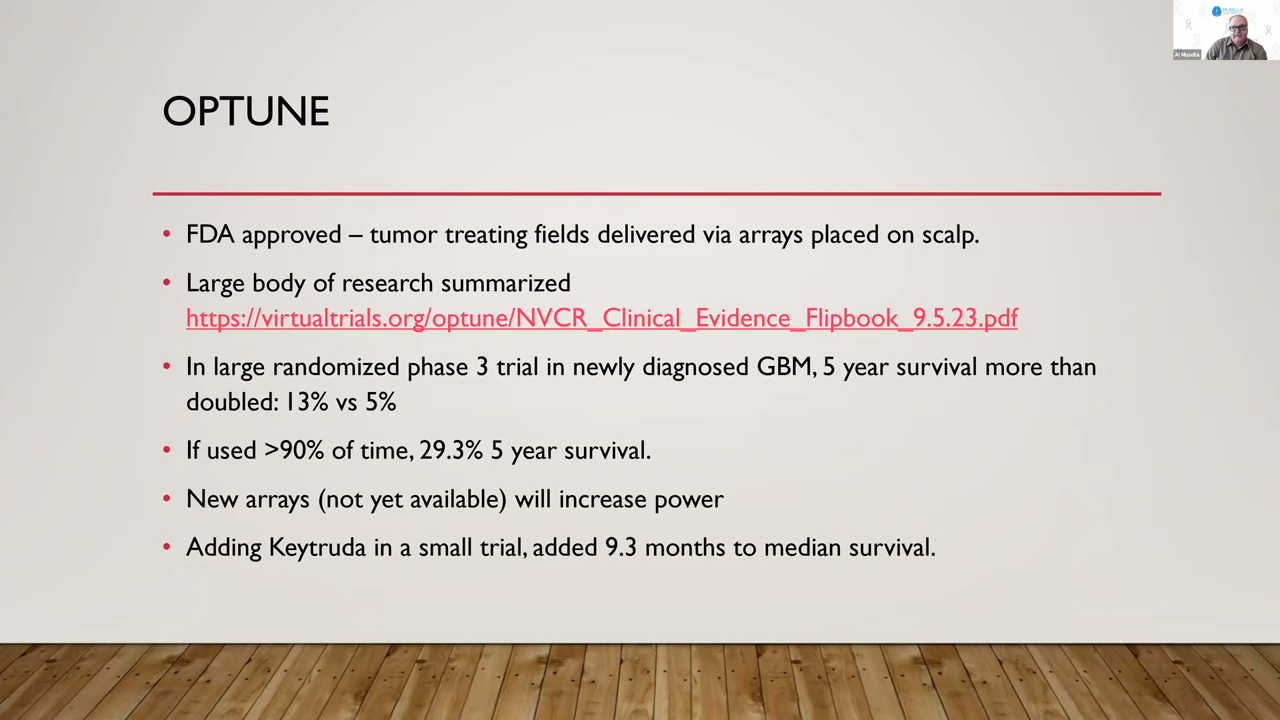 MUSELLA
Al Musella
OPTUNE
• FDA approved – tumor treating fields delivered via arrays placed on scalp.
• Large body of research summarized
https://virtualtrials.org/optune/NVCR_Clinical_Evidence_Flipbook_9.5.23.pdf
• In large randomized phase 3 trial in newly diagnosed GBM, 5 year survival more than
doubled: 13% vs 5%
• If used >90% of time, 29.3% 5 year survival.
• New arrays (not yet available) will increase power
• Adding Keytruda in a small trial, added 9.3 months to median survival.